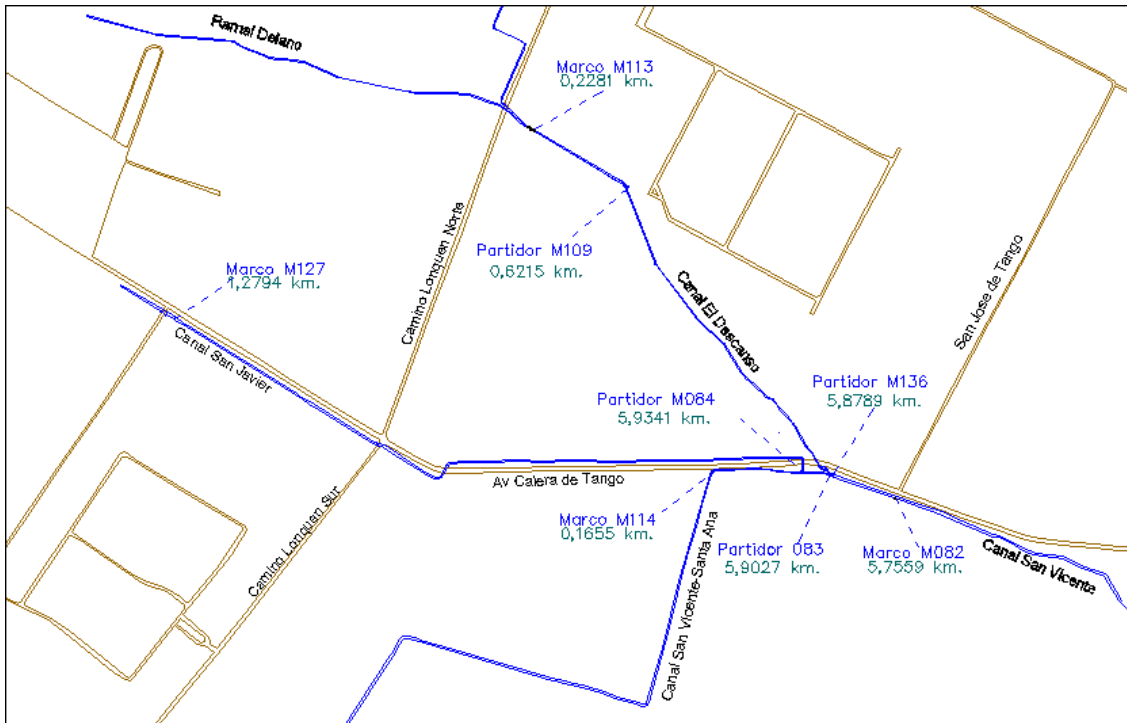 Ramal Delano
Marco M113
0,2281 km.
Camino Lonquen Norte
Partidor M109
0,6215 km.
San Jose de Tango
Marco M127
1,2794 km.
Canal El Descanso
Canal San Javier
Partidor M084
5,9341 km.
Partidor M136
5,8789 km.
Av Calera de Tango
Camino Lonquen Sur
Marco M114
0,1655 km.
Canal San Vicente-Santa Ana
Partidor 083
5,9027 km.
Marco M082
5,7559 km.
Canal San Vicente